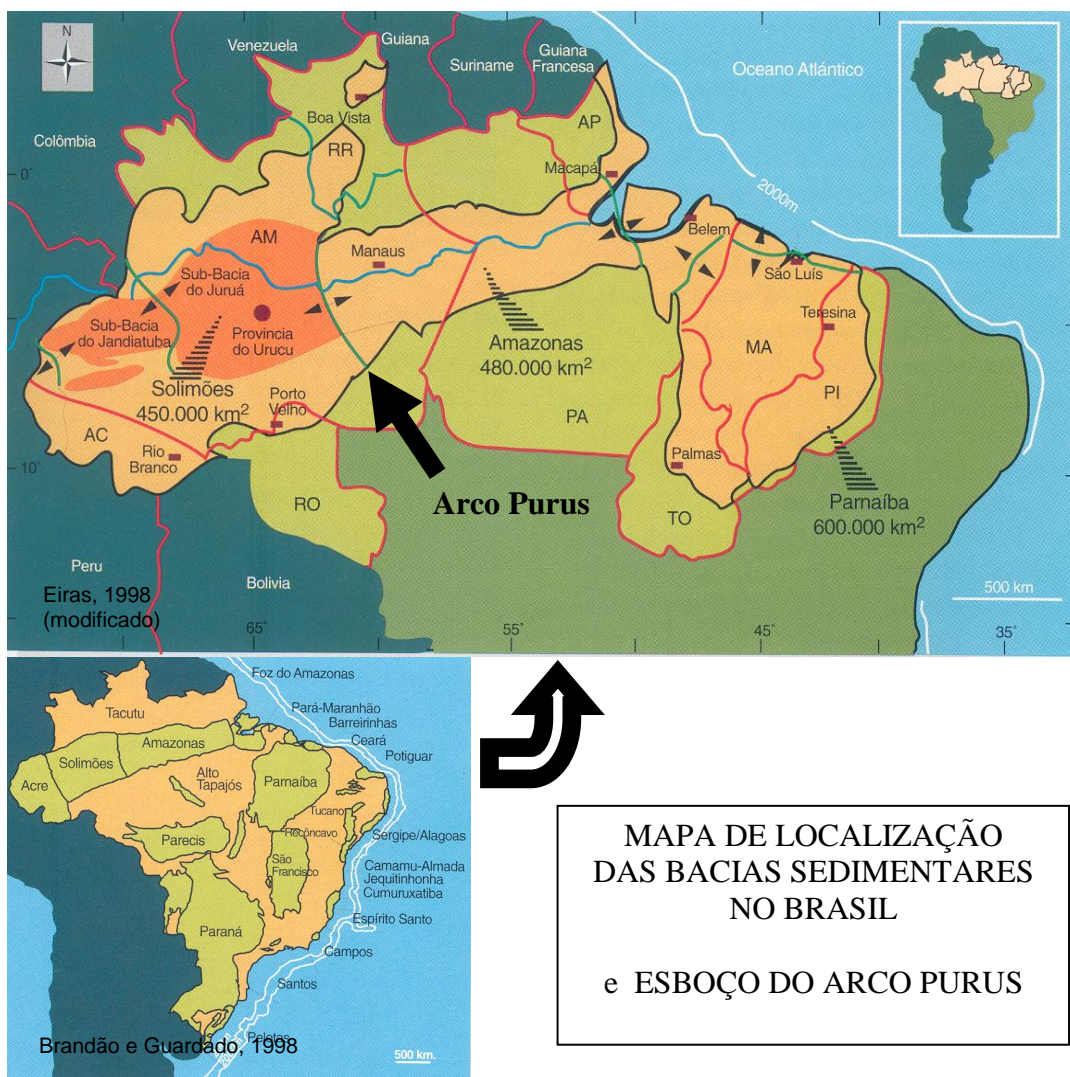 N
Venezuela
Guiana
Suriname
Guiana
Francesa
Oceano Atlántico
Colômbia
Boa Vista
RR
AP
Macapá
0°
2000m
AM
Manaus
Belem
São Luís
Sub-Bacia
do Juruá
Sub-Bacia
do Jandiatuba
Provincia
do Urucu
Teresina
Amazonas
480.000 km²
MA
Solimões
450.000 km²
Porto
Velho
PA
PI
AC
Rio
Branco
10°
Palmas
Arco Purus
RO
TO
Parnaíba
600.000 km²
Peru
Bolivia
Eiras, 1998
(modificado)
500 km
65°
55°
45°
35°
Foz do Amazonas
Tacutu
Pará-Maranhão
Barreirinhas
Ceará
Potiguar
Amazonas
Solimões
Acre
Alto
Tapajós
Parnaíba
Tucano
Recôncavo
Sergipe/Alagoas
Parecis
São
Francisco
Camamu-Almada
Jequitinhonha
Cumuruxatiba
Espírito Santo
Paraná
Campos
Santos
Pelotas
Brandão e Guardado, 1998
500 km.
MAPA DE LOCALIZAÇÃO
DAS BACIAS SEDIMENTARES
NO BRASIL
e ESBOÇO DO ARCO PURUS